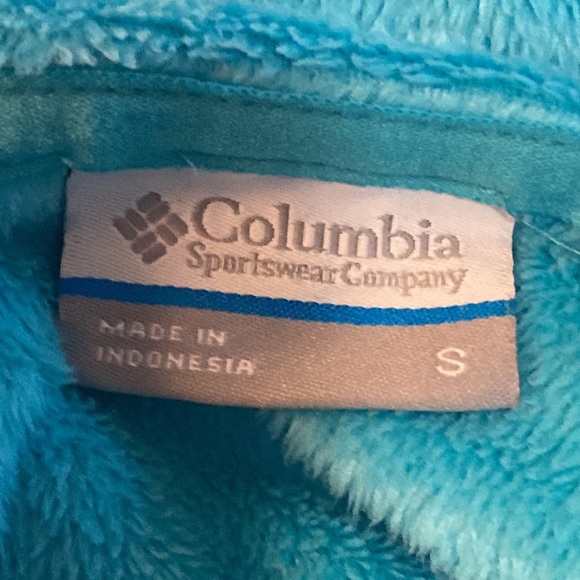 Columbia
Sportswear Company
MADE IN
INDONESIA
S